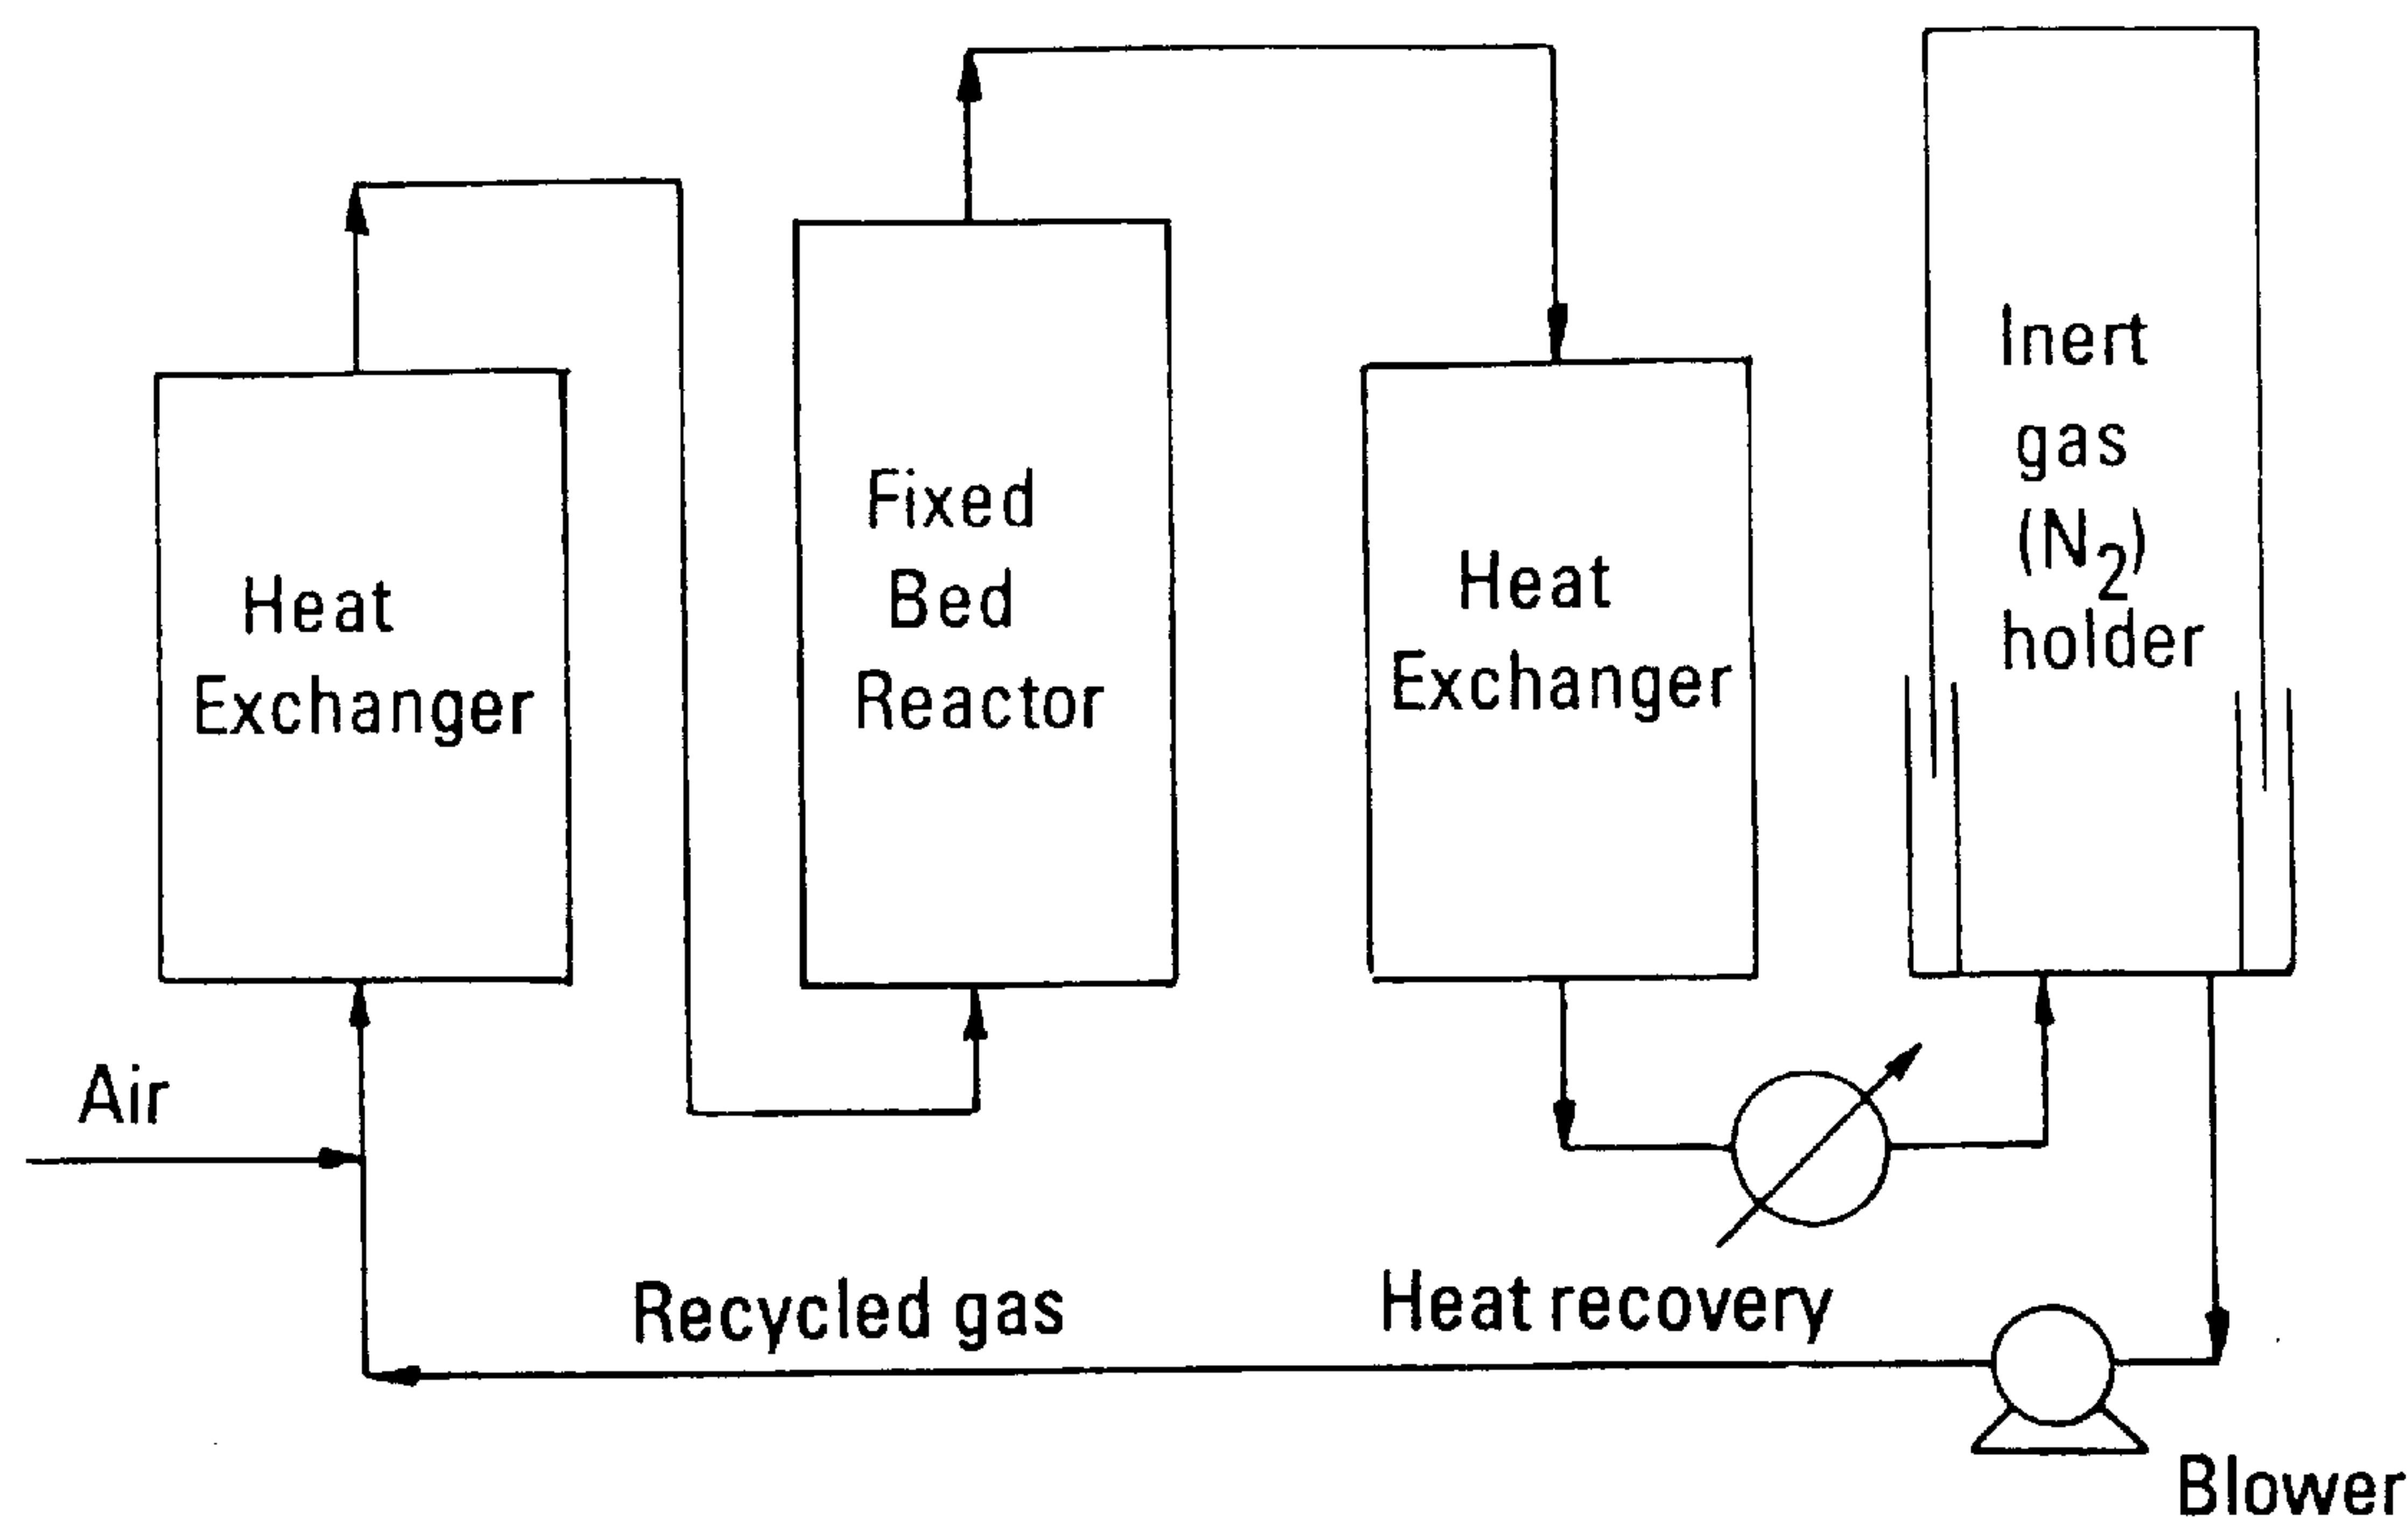 Heat
Exchanger
Fixed
Bed
Reactor
Heat
Exchanger
Inert
gas
(N2)
holder
Air
Recycled gas
Heat recovery
Blower